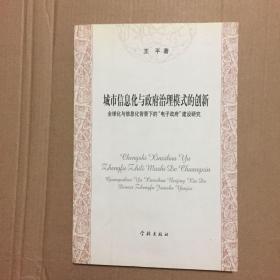 王 平 著
城市信息化与政府治理模式的创新
全球化与信息化背景下的“电子政府”建设研究
Chengshi Xinxihua Yu
Zhengfu Zhili Moshi De Chuangxin
Quanqiuhua Yu Xinxihua Beijing Xia De
Dianzi Zhengfu Jianshe Yanjiu
学林出版社